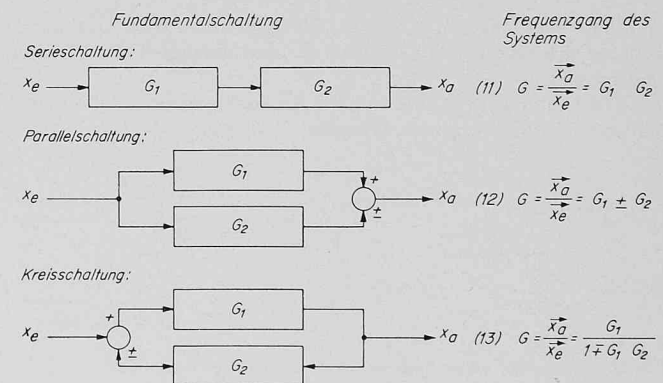 Fundamentalschaltung
Frequenzgang des
Systems
Serieschaltung:
xe G1 G2 xa (11) G = xa / xe = G1 G2
Parallelschaltung:
xe G1 + xa (12) G = xa / xe = G1 ± G2
G2 ±
Kreisschaltung:
+ G1
xe xa (13) G = xa / xe = G1 / 1 ∓ G1 G2
± G2